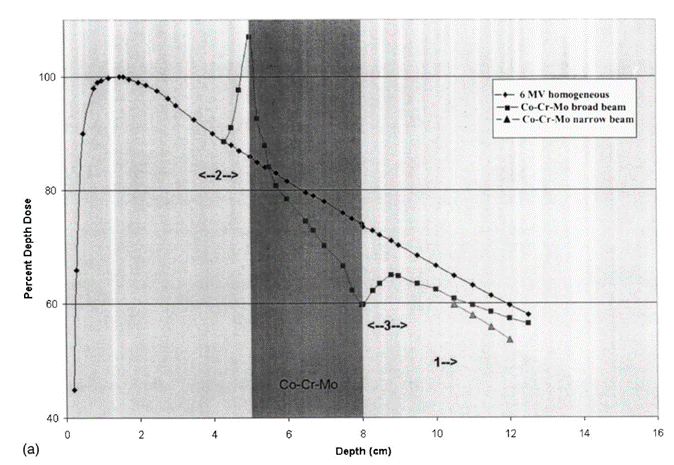 100
80
60
40
Percent Depth Dose
6 MV homogeneous
Co-Cr-Mo broad beam
Co-Cr-Mo narrow beam
<--2-->
<--3-->
1-->
Co-Cr-Mo
0 2 4 6 8 10 12 14 16
Depth (cm)
(a)